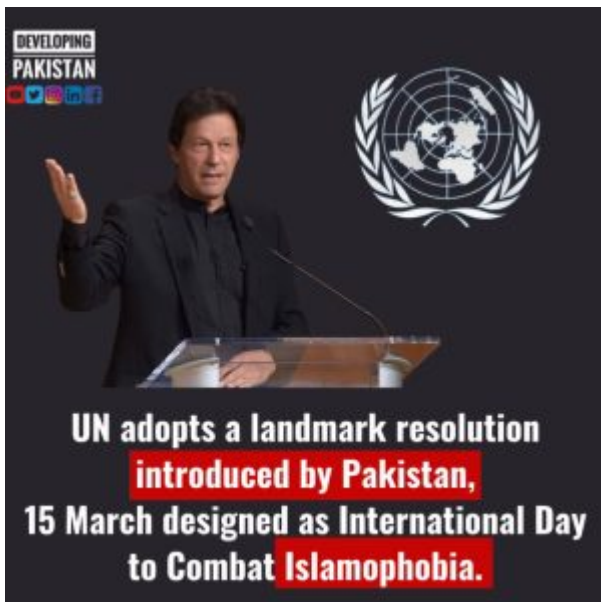 DEVELOPING
PAKISTAN
UN adopts a landmark resolution
introduced by Pakistan,
15 March designed as International Day
to Combat Islamophobia.